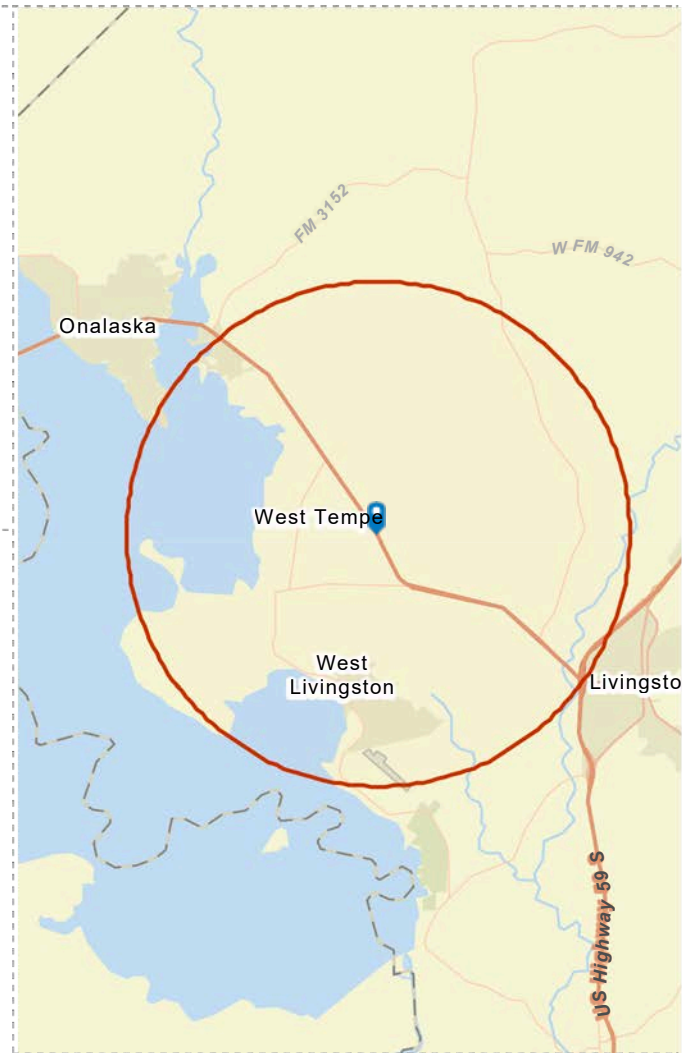 FM 3152
W FM 942
Onalaska
West Tempe
West
Livingston
Livingsto
US Highway 59 S